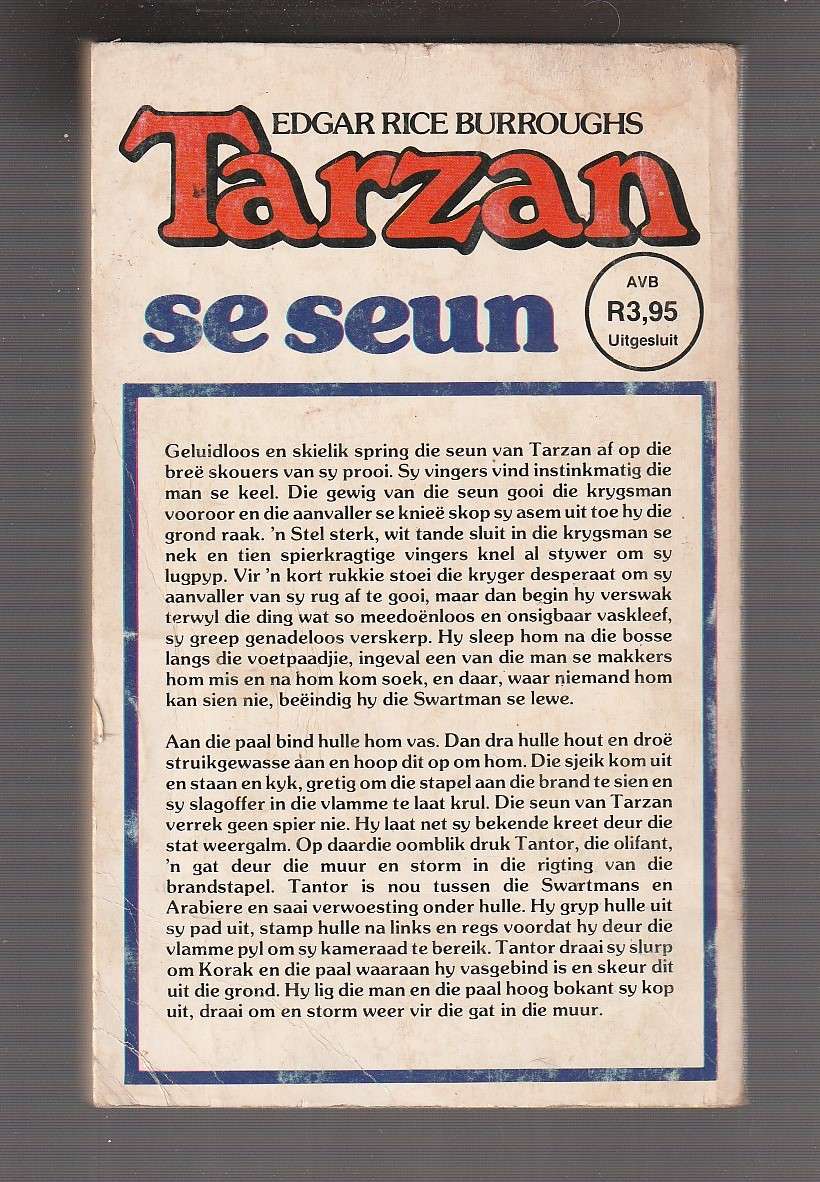 EDGAR RICE BURROUGHS
Tarzan
se seun
AVB
R3,95
Uitgesluit
Geluidloos en skielik spring die seun van Tarzan af op die
breë skouers van sy prooi. Sy vingers vind instinkmatig die
man se keel. Die gewig van die seun gooi die krygsman
vooroor en die aanvaller se knieë skop sy asem uit toe hy die
grond raak. 'n Stel sterk, wit tande sluit in die krygsman se
nek en tien spierkragtige vingers knel al stywer om sy
lugpyp. Vir 'n kort rukkie stoei die kryger desperaat om sy
aanvaller van sy rug af te gooi, maar dan begin hy verswak
terwyl die ding wat so meedoënloos en onsigbaar vaskleef,
sy greep genadeloos verskerp. Hy sleep hom na die bosse
langs die voetpaadjie, ingeval een van die man se makkers
hom mis en na hom kom soek, en daar, waar niemand hom
kan sien nie, beëindig hy die Swartman se lewe.
Aan die paal bind hulle hom vas. Dan dra hulle hout en droë
struikgewasse aan en hoop dit op om hom. Die sjeik kom uit
en staan en kyk, gretig om die stapel aan die brand te sien en
sy slagoffer in die vlamme te laat krul. Die seun van Tarzan
verrek geen spier nie. Hy laat net sy bekende kreet deur die
stat weergalm. Op daardie oomblik druk Tantor, die olifant,
'n gat deur die muur en storm in die rigting van die
brandstapel. Tantor is nou tussen die Swartmans en
Arabiere en saai verwoesting onder hulle. Hy gryp hulle uit
sy pad uit, stamp hulle na links en regs voordat hy deur die
vlamme pyl om sy kameraad te bereik. Tantor draai sy slurp
om Korak en die paal waaraan hy vasgebind is en skeur dit
uit die grond. Hy lig die man en die paal hoog bokant sy kop
uit, draai om en storm weer vir die gat in die muur.